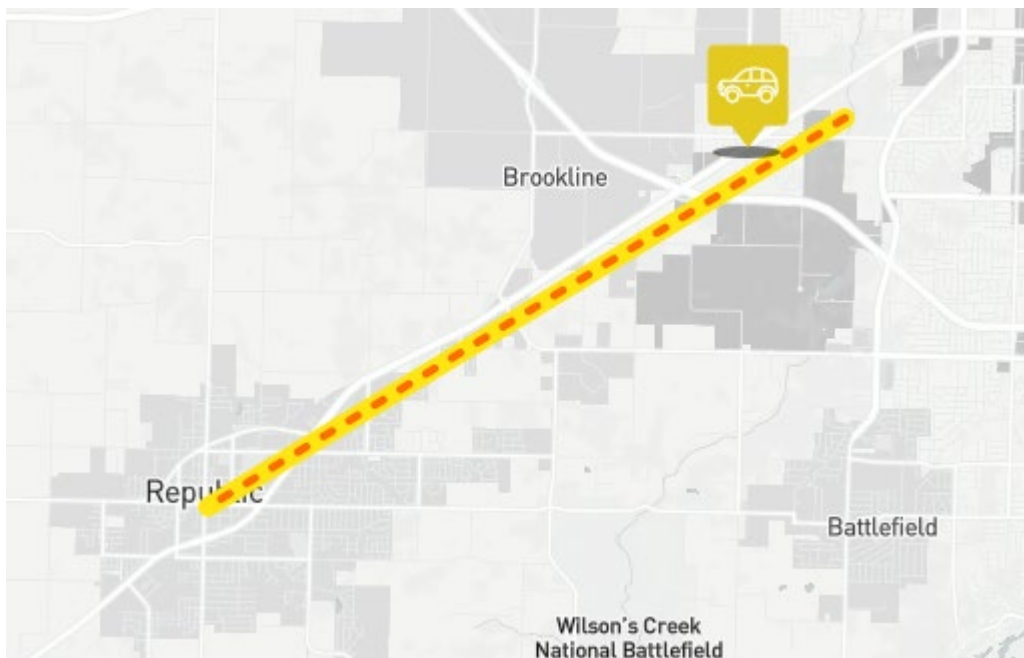 Brookline
Republic
Battlefield
Wilson's Creek
National Battlefield